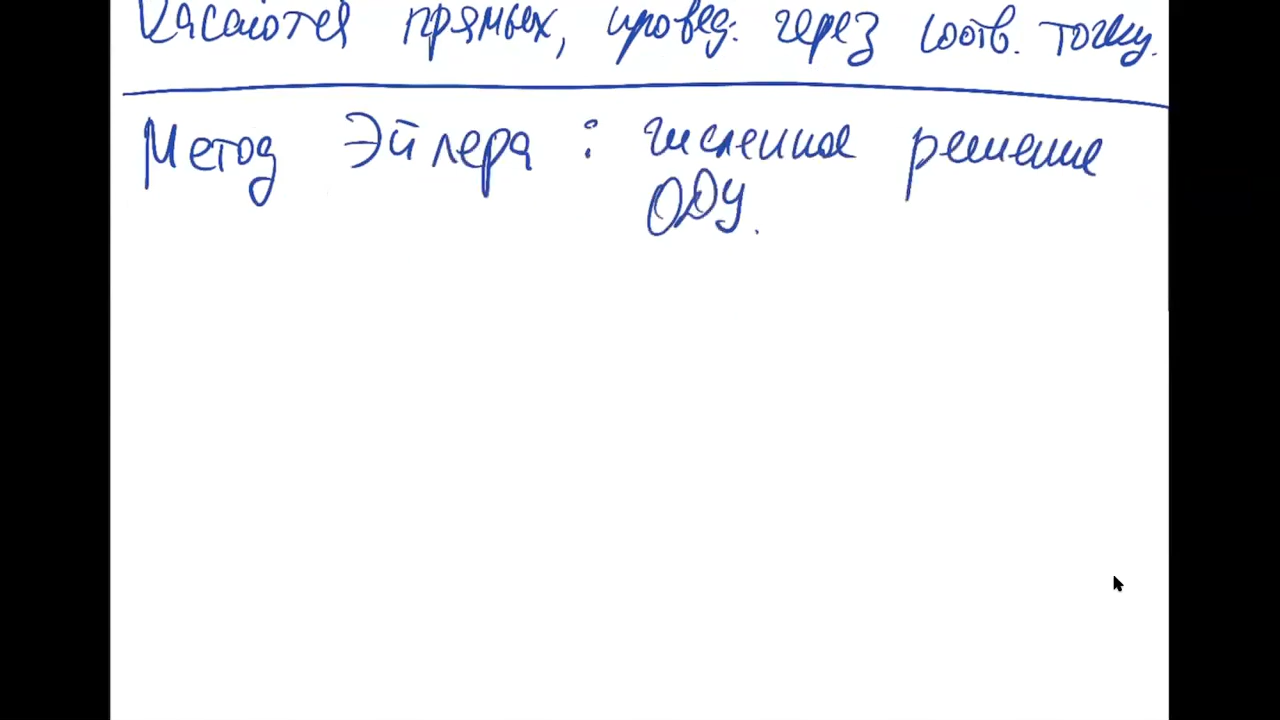 касаются прямых, провед. через соотв. точку.
Метод Эйлера : численное решение
ОДУ.